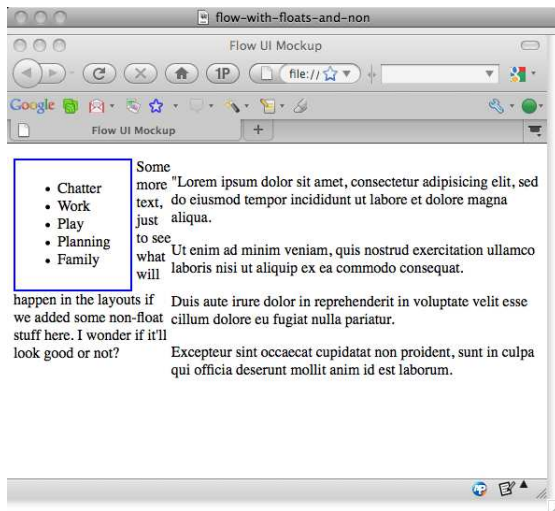 flow-with-floats-and-non
Flow UI Mockup
1P
file://
Google
Flow UI Mockup
+
• Chatter
• Work
• Play
• Planning
• Family
Some
more
text,
just
to see
what
will
happen in the layouts if
we added some non-float
stuff here. I wonder if it'll
look good or not?
"Lorem ipsum dolor sit amet, consectetur adipisicing elit, sed
do eiusmod tempor incididunt ut labore et dolore magna
aliqua.
Ut enim ad minim veniam, quis nostrud exercitation ullamco
laboris nisi ut aliquip ex ea commodo consequat.
Duis aute irure dolor in reprehenderit in voluptate velit esse
cillum dolore eu fugiat nulla pariatur.
Excepteur sint occaecat cupidatat non proident, sunt in culpa
qui officia deserunt mollit anim id est laborum.